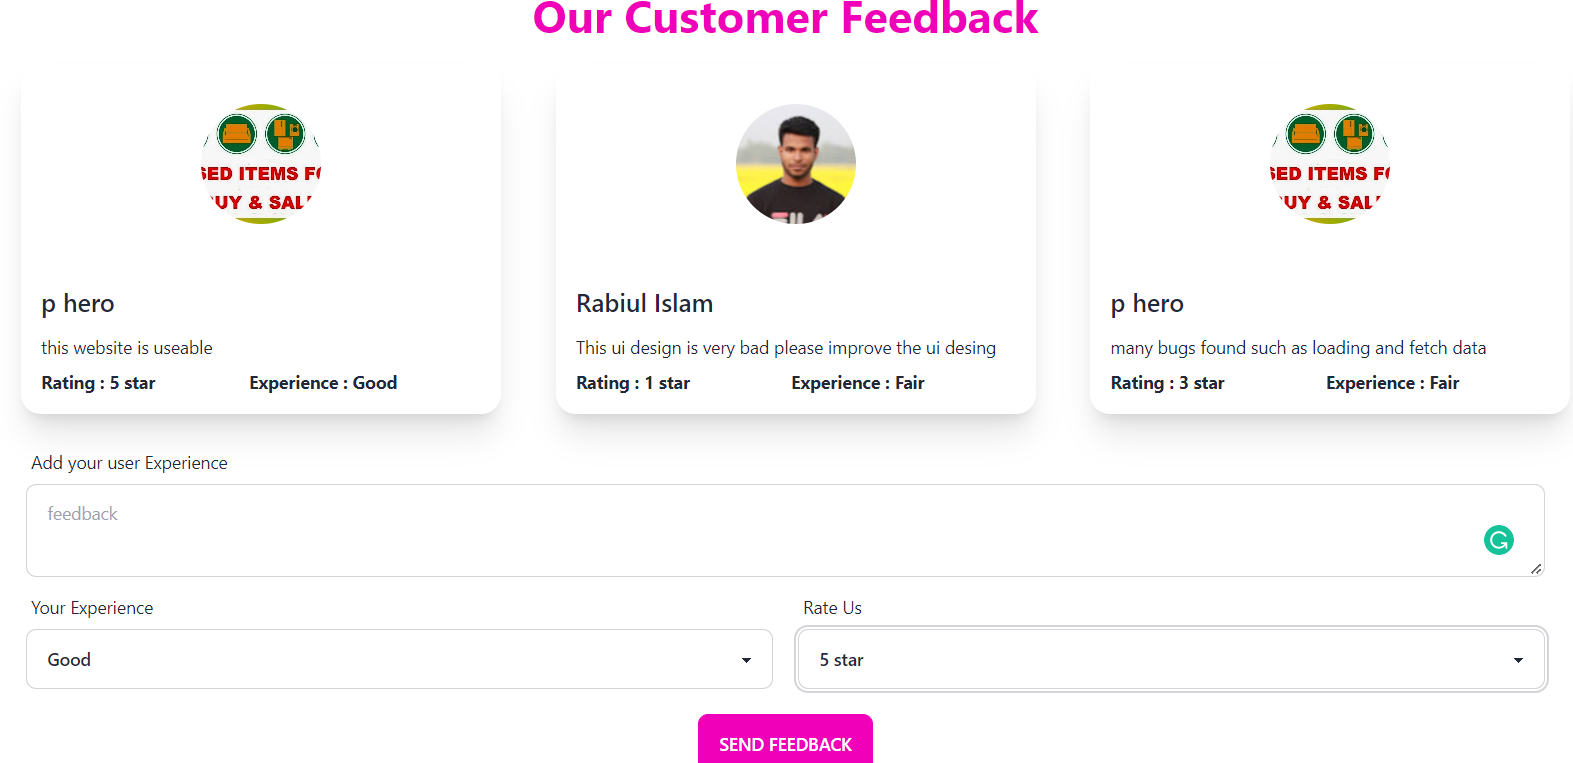 Our Customer Feedback
SED ITEMS F
UY & SAL
p hero
this website is useable
Rating : 5 star Experience : Good
Rabiul Islam
This ui design is very bad please improve the ui desing
Rating : 1 star Experience : Fair
SED ITEMS F
UY & SAL
p hero
many bugs found such as loading and fetch data
Rating : 3 star Experience : Fair
Add your user Experience
feedback
Your Experience
Good
Rate Us
5 star
SEND FEEDBACK